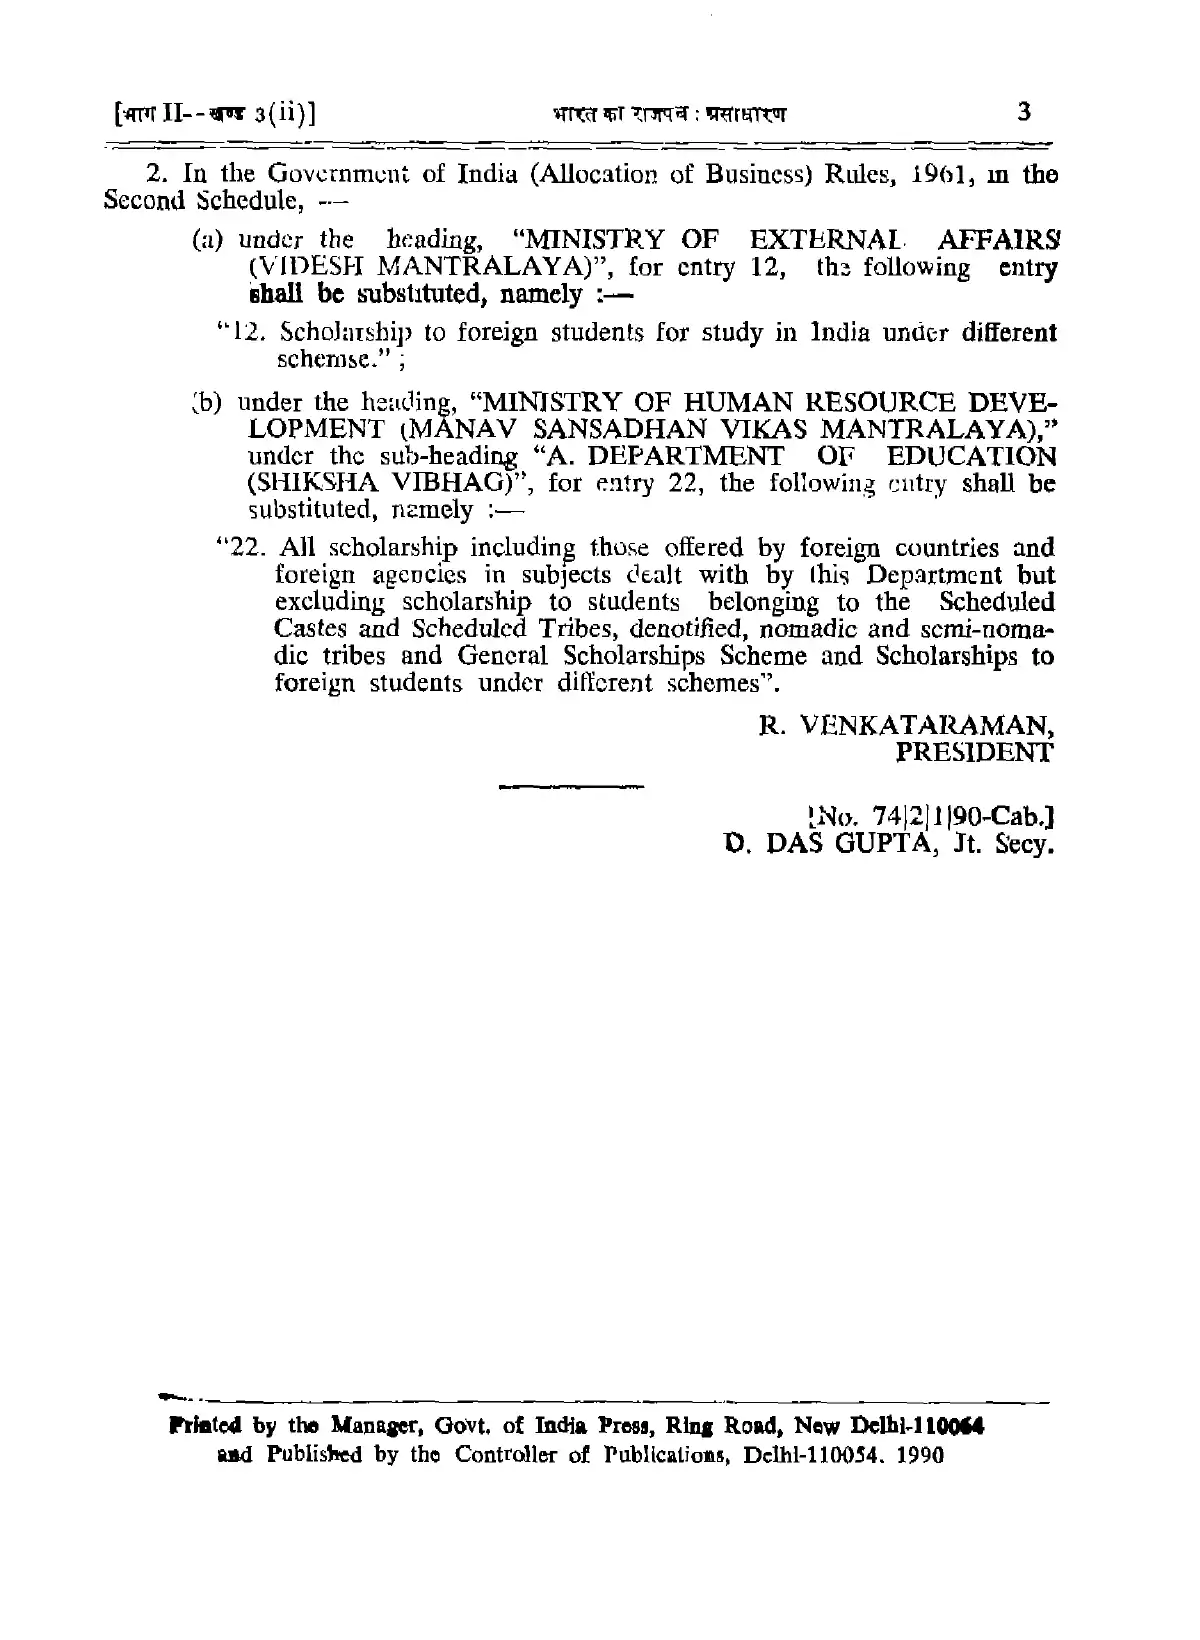 [भाग II--खण्ड 3(ii)] भारत का राजपत्र : असाधारण 3
2. In the Government of India (Allocation of Business) Rules, 1961, in the
Second Schedule, —
(a) under the heading, “MINISTRY OF EXTERNAL AFFAIRS
(VIDESH MANTRALAYA)”, for entry 12, the following entry
shall be substituted, namely :—
“12. Scholarship to foreign students for study in India under different
schemse.” ;
(b) under the heading, “MINISTRY OF HUMAN RESOURCE DEVE-
LOPMENT (MANAV SANSADHAN VIKAS MANTRALAYA),”
under the sub-heading “A. DEPARTMENT OF EDUCATION
(SHIKSHA VIBHAG)”, for entry 22, the following entry shall be
substituted, namely :—
“22. All scholarship including those offered by foreign countries and
foreign agencies in subjects dealt with by this Department but
excluding scholarship to students belonging to the Scheduled
Castes and Scheduled Tribes, denotified, nomadic and semi-noma-
dic tribes and General Scholarships Scheme and Scholarships to
foreign students under different schemes”.
R. VENKATARAMAN,
PRESIDENT
[No. 74|2|1|90-Cab.]
D. DAS GUPTA, Jt. Secy.
Printed by the Manager, Govt. of India Press, Ring Road, New Delhi-110064
and Published by the Controller of Publications, Delhi-110054. 1990